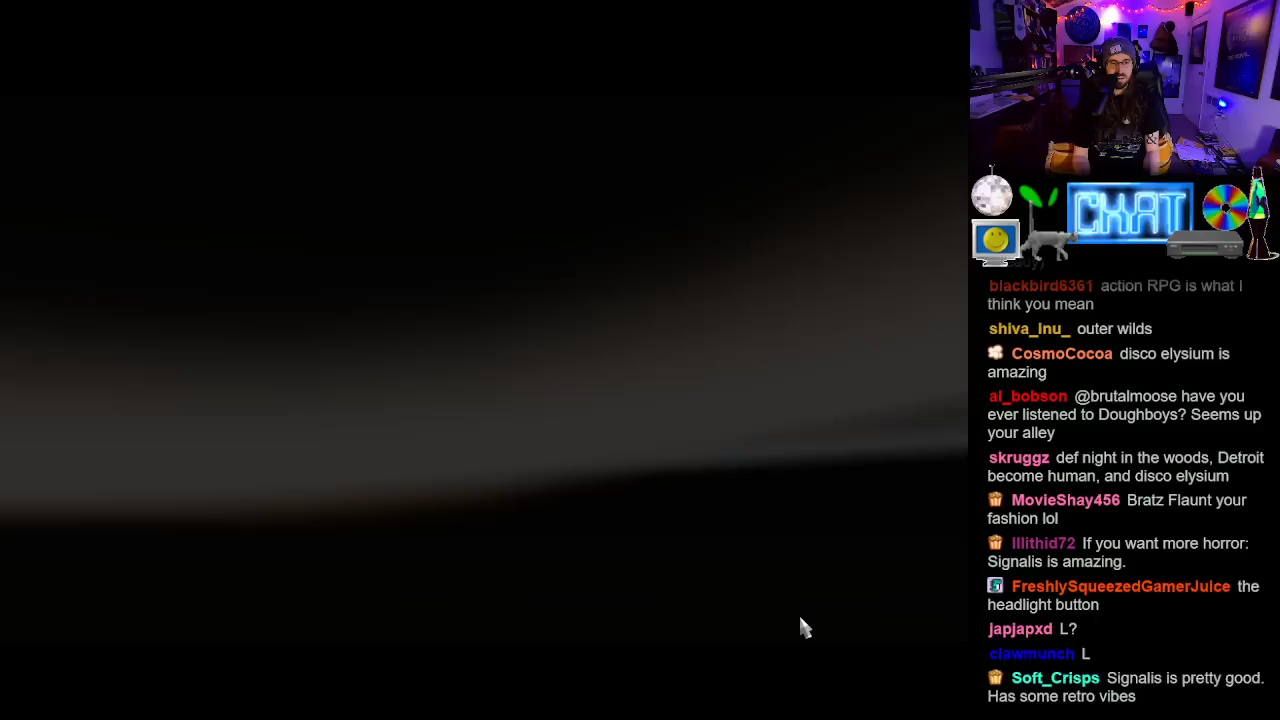 CHAT
blackbird6361 action RPG is what I
think you mean
shiva_inu_ outer wilds
CosmoCocoa disco elysium is
amazing
al_bobson @brutalmoose have you
ever listened to Doughboys? Seems up
your alley
skruggz def night in the woods, Detroit
become human, and disco elysium
MovieShay456 Bratz Flaunt your
fashion lol
Illithid72 If you want more horror:
Signalis is amazing.
FreshlySqueezedGamerJuice the
headlight button
japjapxd L?
clawmunch L
Soft_Crisps Signalis is pretty good.
Has some retro vibes